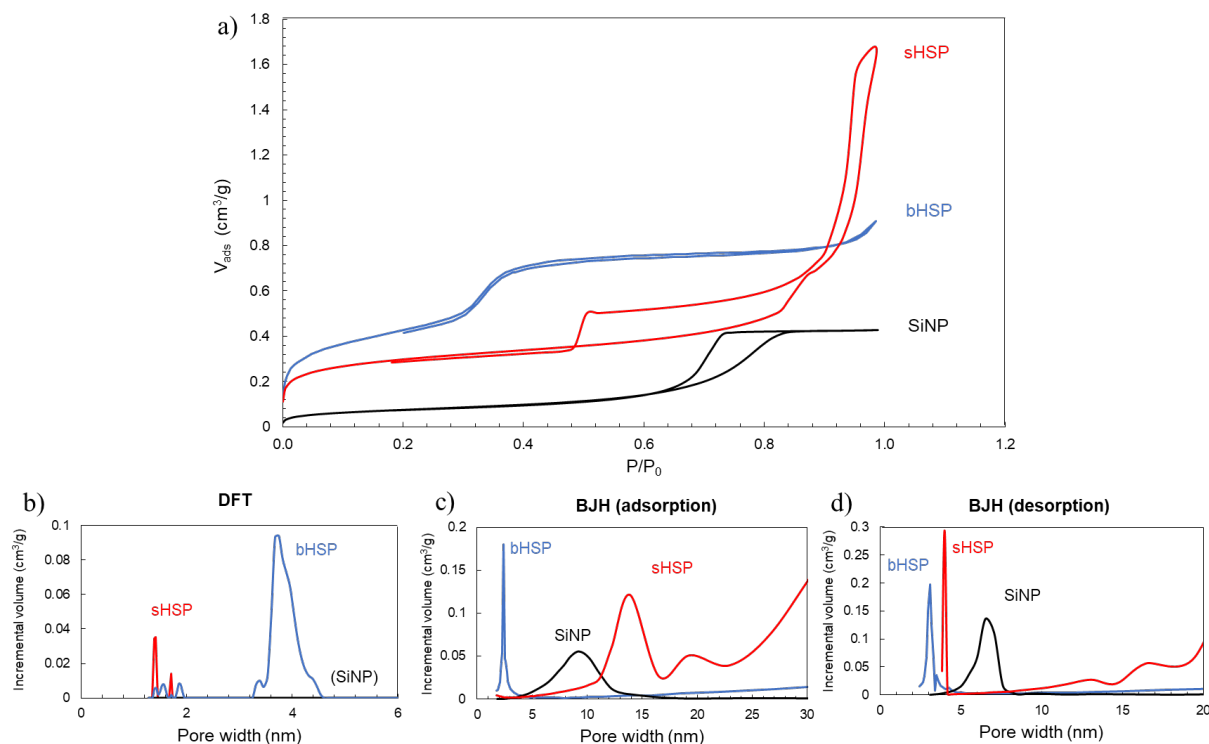 a)
1.8
1.6
1.4
1.2
1
0.8
0.6
0.4
0.2
0
V_ads (cm³/g)
sHSP
bHSP
SiNP
0.0 0.2 0.4 0.6 0.8 1.0 1.2
P/P₀
b)
DFT
0.1
0.08
0.06
0.04
0.02
0
Incremental volume (cm³/g)
bHSP
sHSP
(SiNP)
0 2 4 6
Pore width (nm)
c)
BJH (adsorption)
0.2
0.15
0.1
0.05
0
Incremental volume (cm³/g)
bHSP
sHSP
SiNP
0 5 10 15 20 25 30
Pore width (nm)
d)
BJH (desorption)
0.3
0.25
0.2
0.15
0.1
0.05
0
Incremental volume (cm³/g)
sHSP
bHSP
SiNP
0 5 10 15 20
Pore width (nm)